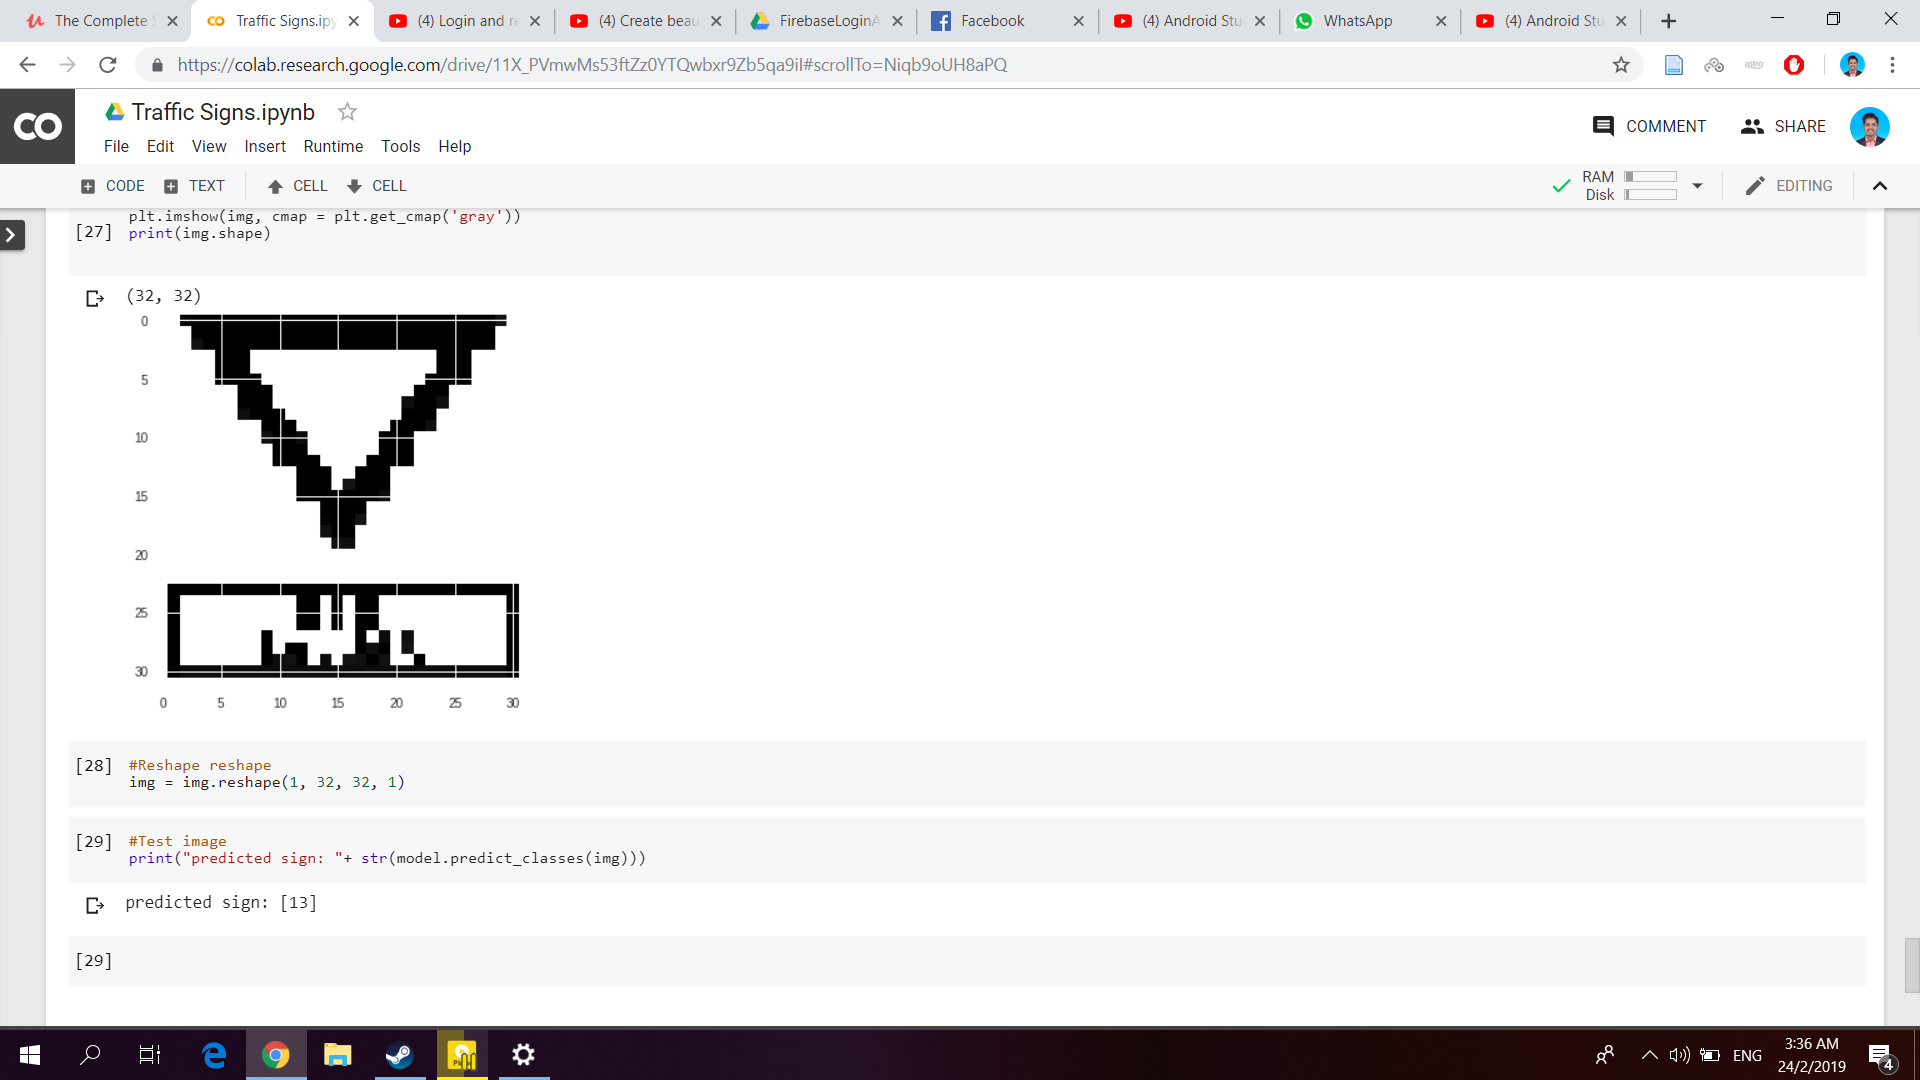 The Complete S
Traffic Signs.ipy
(4) Login and re
(4) Create beau
FirebaseLoginA
Facebook
(4) Android Stu
WhatsApp
(4) Android Stu
https://colab.research.google.com/drive/11X_PVmwMs53ftZz0YTQwbxr9Zb5qa9iI#scrollTo=Niqb9oUH8aPQ
astro
CO
Traffic Signs.ipynb
COMMENT
SHARE
File Edit View Insert Runtime Tools Help
CODE TEXT CELL CELL
RAM
Disk
EDITING
plt.imshow(img, cmap = plt.get_cmap('gray'))
[27] print(img.shape)
(32, 32)
0
5
10
15
20
25
30
0 5 10 15 20 25 30
[28] #Reshape reshape
img = img.reshape(1, 32, 32, 1)
[29] #Test image
print("predicted sign: "+ str(model.predict_classes(img)))
predicted sign: [13]
[29]
ENG
3:36 AM
24/2/2019
4